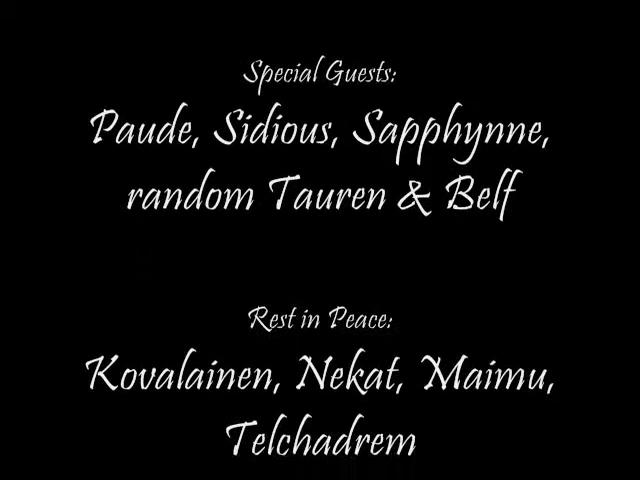 Special Guests:
Paude, Sidious, Sapphynne,
random Tauren & Belf
Rest in Peace:
Kovalainen, Nekat, Maimu,
Telchadrem